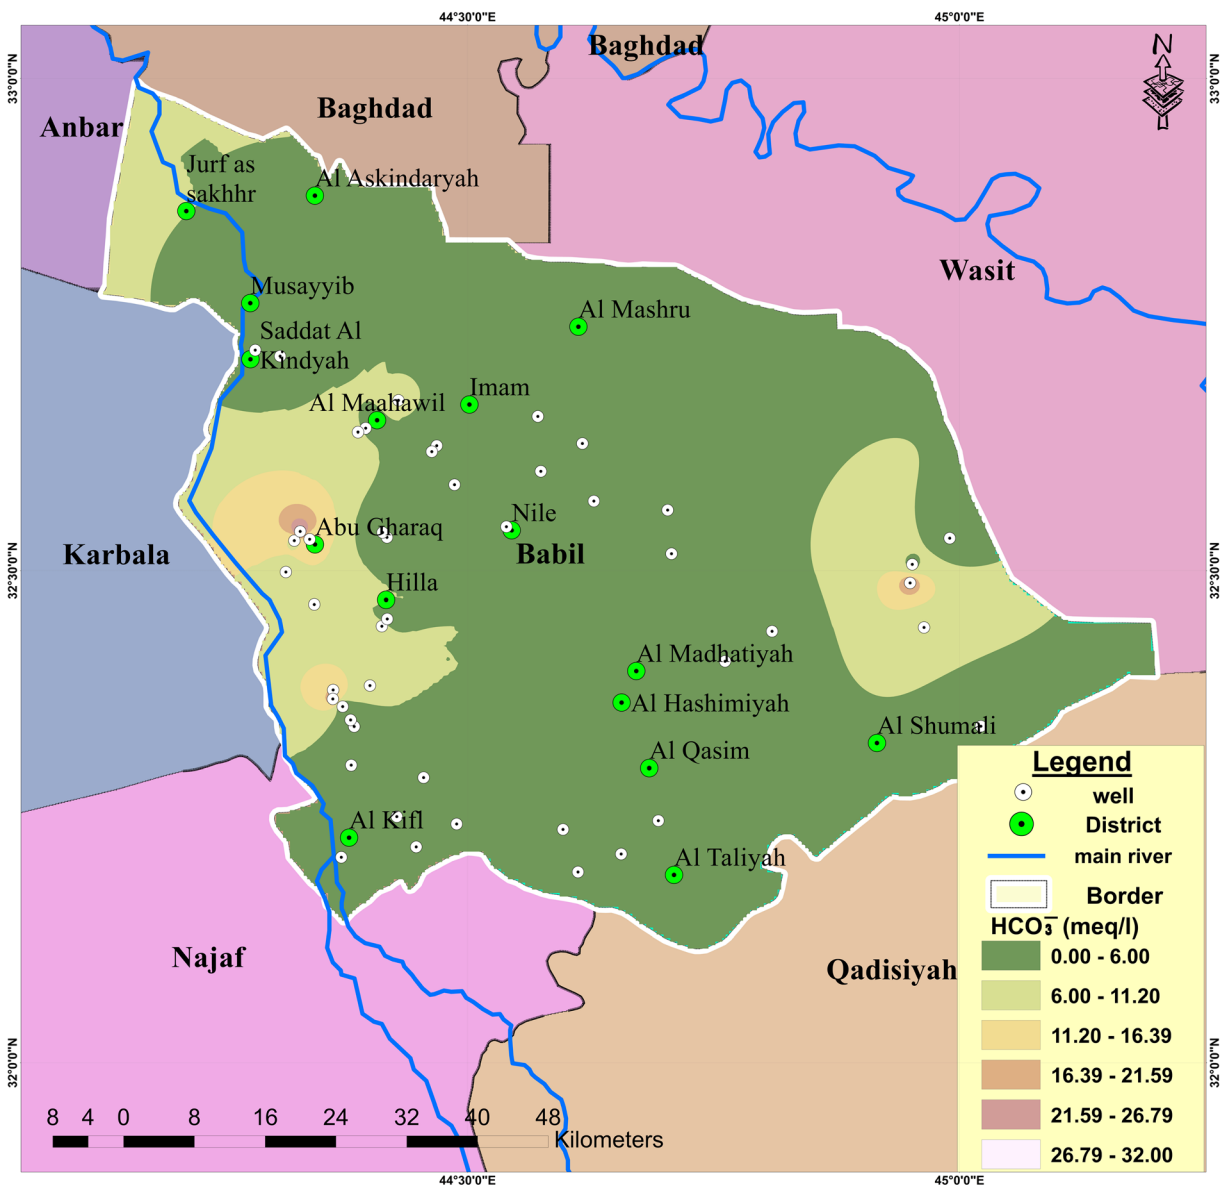 44°30'0"E
45°0'0"E
Baghdad
N
33°0'0"N
33°0'0"N
Baghdad
Anbar
Jurf as
sakhhr
Al Askindaryah
Wasit
Musayyib
Al Mashru
Saddat Al
Kindyah
Imam
Al Maahawil
Nile
Abu Gharaq
Karbala
Babil
32°30'0"N
32°30'0"N
Hilla
Al Madhatiyah
Al Hashimiyah
Al Shumali
Al Qasim
Al Kifl
Al Taliyah
Najaf
Qadisiyah
Legend
well
District
main river
Border
HCO₃⁻ (meq/l)
0.00 - 6.00
6.00 - 11.20
11.20 - 16.39
16.39 - 21.59
21.59 - 26.79
26.79 - 32.00
32°0'0"N
32°0'0"N
8 4 0 8 16 24 32 40 48
Kilometers
44°30'0"E
45°0'0"E